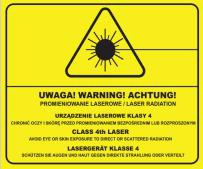 UWAGA! WARNING! ACHTUNG!
PROMIENIOWANIE LASEROWE / LASER RADIATION
URZĄDZENIE LASEROWE KLASY 4
CHRONIĆ OCZY I SKÓRĘ PRZED PROMIENIOWANIEM BEZPOŚREDNIM LUB ROZPROSZONYM
CLASS 4th LASER
AVOID EYE OR SKIN EXPOSURE TO DIRECT OR SCATTERED RADIATION
LASERGERÄT KLASSE 4
SCHÜTZEN SIE AUGEN UND HAUT GEGEN DIREKTE STRAHLUNG ODER VERTEILT